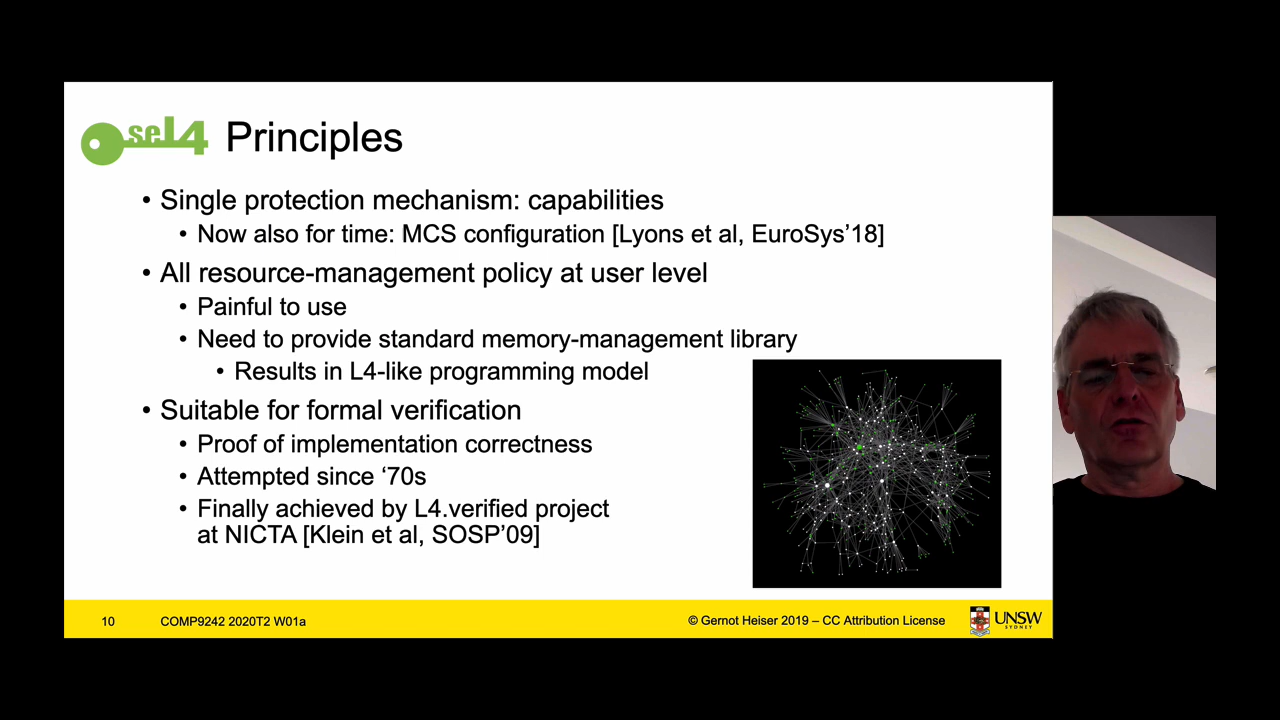 seL4 Principles
• Single protection mechanism: capabilities
• Now also for time: MCS configuration [Lyons et al, EuroSys’18]
• All resource-management policy at user level
• Painful to use
• Need to provide standard memory-management library
• Results in L4-like programming model
• Suitable for formal verification
• Proof of implementation correctness
• Attempted since ‘70s
• Finally achieved by L4.verified project
at NICTA [Klein et al, SOSP’09]
10 COMP9242 2020T2 W01a © Gernot Heiser 2019 – CC Attribution License UNSW
SYDNEY